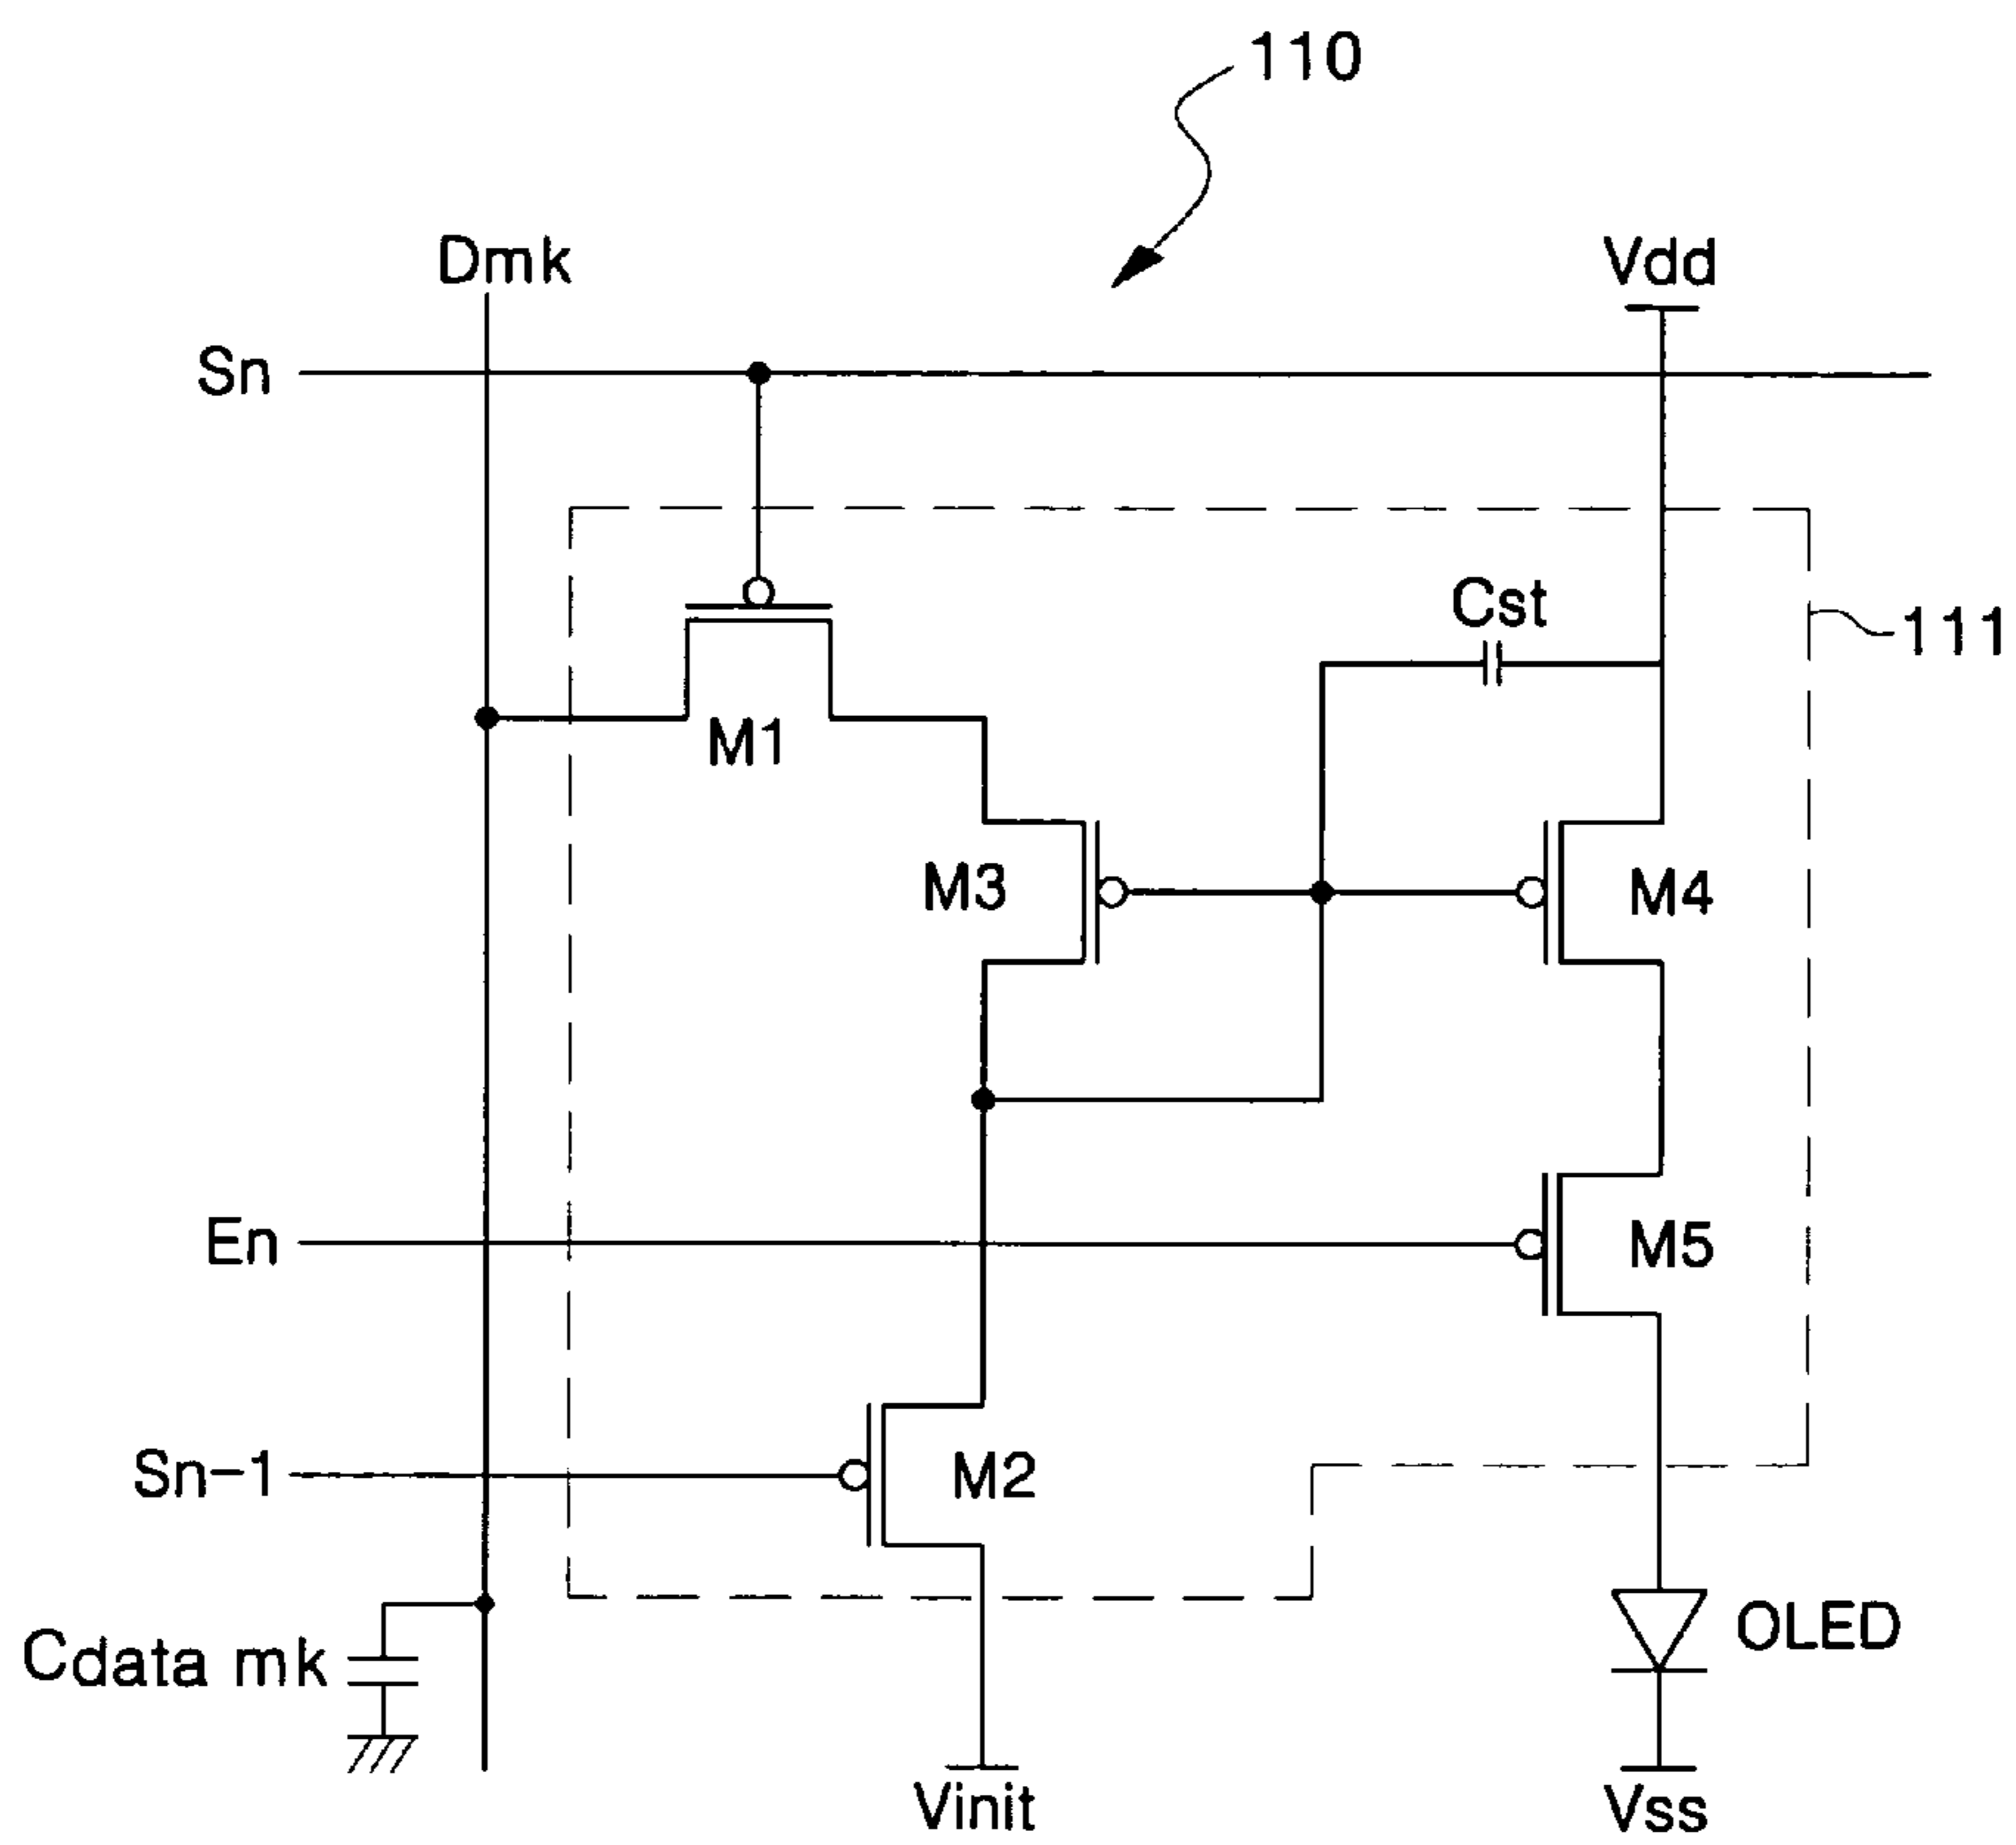 110
Dmk
Vdd
Sn
Cst
111
M1
M3
M4
En
M5
Sn-1
M2
OLED
Cdata mk
Vinit
Vss